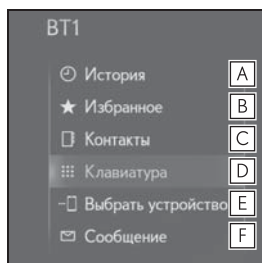 BT1
История A
Избранное B
Контакты C
Клавиатура D
Выбрать устройство E
Сообщение F